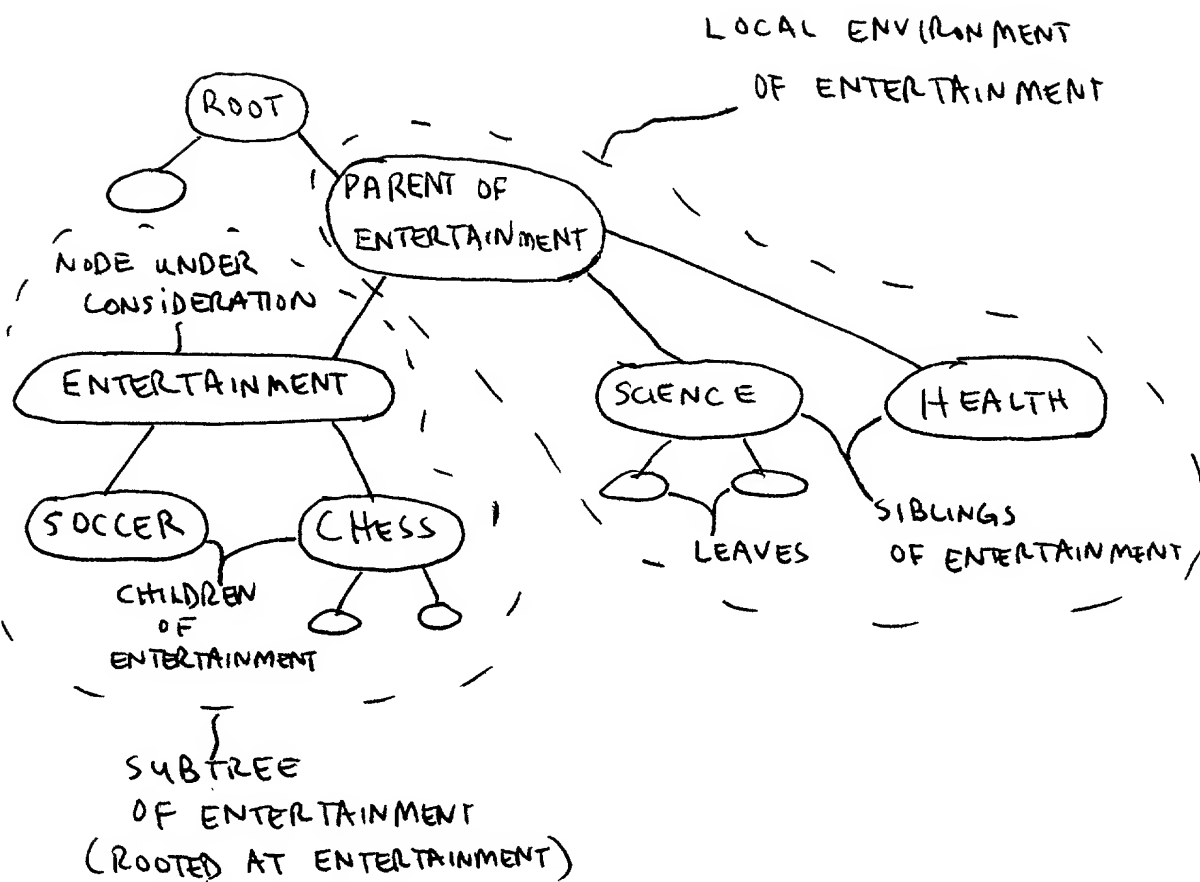 LOCAL ENVIRONMENT
OF ENTERTAINMENT
ROOT
PARENT OF
ENTERTAINMENT
NODE UNDER
CONSIDERATION
ENTERTAINMENT
SCIENCE
HEALTH
SOCCER
CHESS
SIBLINGS
OF ENTERTAINMENT
LEAVES
CHILDREN
OF
ENTERTAINMENT
SUBTREE
OF ENTERTAINMENT
(ROOTED AT ENTERTAINMENT)